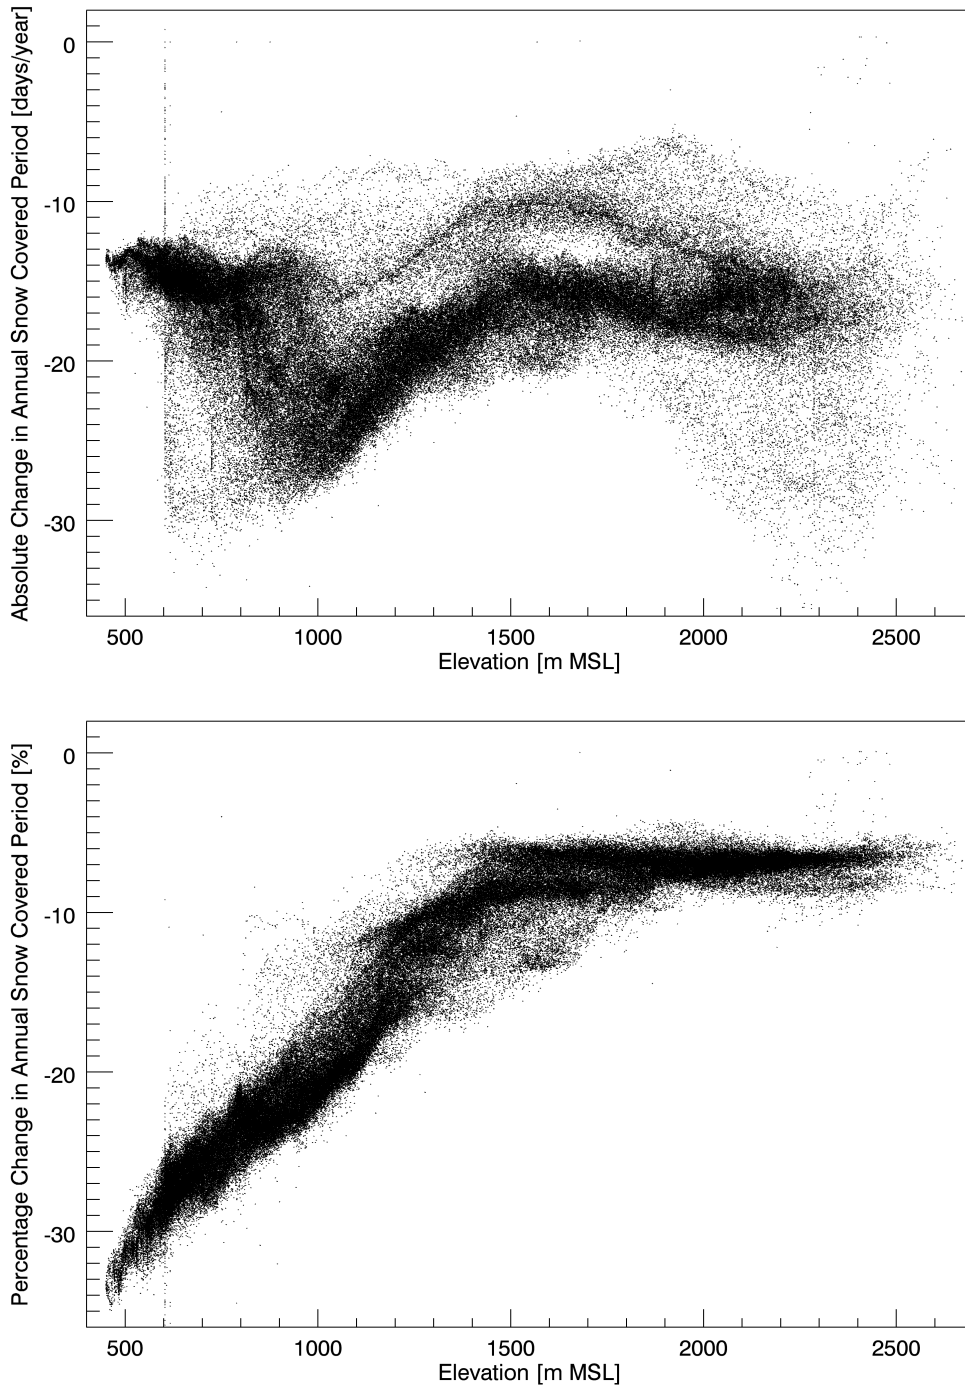 Absolute Change in Annual Snow Covered Period [days/year]
0
-10
-20
-30
500 1000 1500 2000 2500
Elevation [m MSL]
Percentage Change in Annual Snow Covered Period [%]
0
-10
-20
-30
500 1000 1500 2000 2500
Elevation [m MSL]